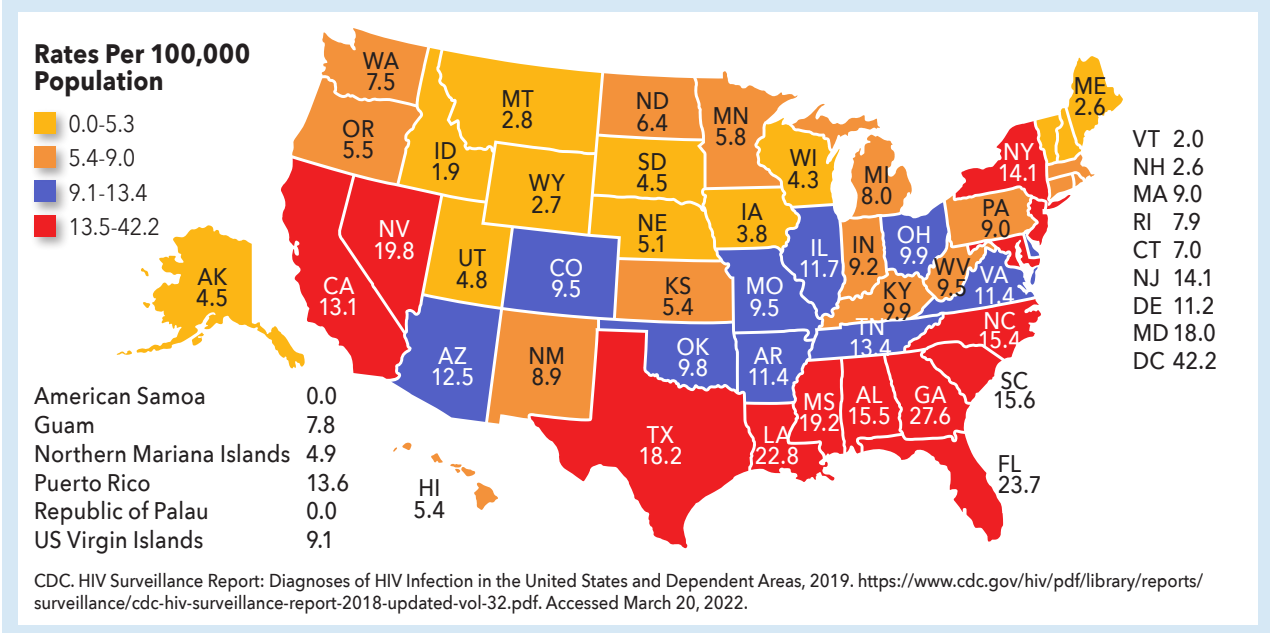 Rates Per 100,000
Population
0.0-5.3
5.4-9.0
9.1-13.4
13.5-42.2
WA
7.5
OR
5.5
ID
1.9
MT
2.8
WY
2.7
ND
6.4
SD
4.5
NE
5.1
MN
5.8
WI
4.3
IA
3.8
MI
8.0
NY
14.1
ME
2.6
PA
9.0
NV
19.8
UT
4.8
CO
9.5
KS
5.4
MO
9.5
IL
11.7
IN
9.2
OH
9.9
WV
9.5
VA
11.4
KY
9.9
CA
13.1
AZ
12.5
NM
8.9
OK
9.8
AR
11.4
TN
13.4
NC
15.4
SC
15.6
TX
18.2
LA
22.8
MS
19.2
AL
15.5
GA
27.6
FL
23.7
AK
4.5
HI
5.4
VT 2.0
NH 2.6
MA 9.0
RI 7.9
CT 7.0
NJ 14.1
DE 11.2
MD 18.0
DC 42.2
American Samoa 0.0
Guam 7.8
Northern Mariana Islands 4.9
Puerto Rico 13.6
Republic of Palau 0.0
US Virgin Islands 9.1
CDC. HIV Surveillance Report: Diagnoses of HIV Infection in the United States and Dependent Areas, 2019. https://www.cdc.gov/hiv/pdf/library/reports/
surveillance/cdc-hiv-surveillance-report-2018-updated-vol-32.pdf. Accessed March 20, 2022.